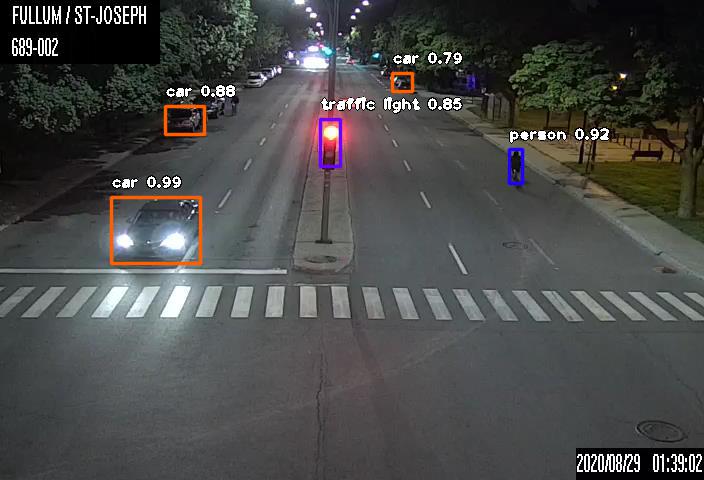 FULLUM / ST-JOSEPH
689-002
car 0.79
car 0.88
traffic light 0.85
person 0.92
car 0.99
2020/08/29 01:39:02